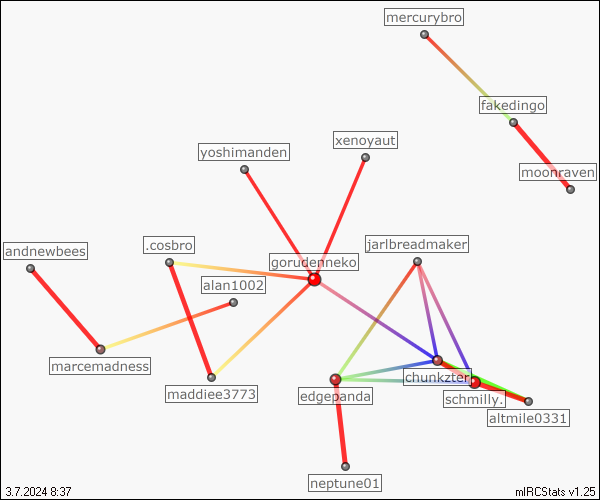 mercurybro
fakedingo
xenoyaut
yoshimanden
moonraven
.cosbro
jarlbreadmaker
andnewbees
gorudenneko
alan1002
marcemadness
chunkzter
maddiee3773
edgepanda
schmilly.
altmile0331
neptune01
3.7.2024 8:37
mIRCStats v1.25